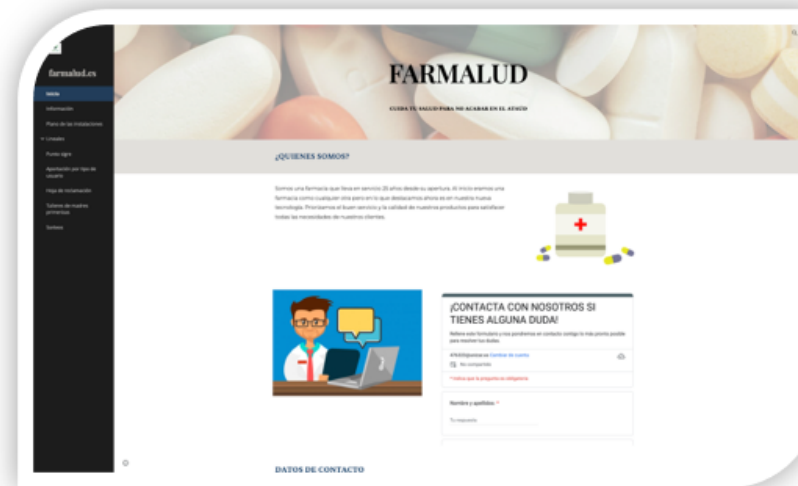 farmalud.es
Inicio
Información
Plano de las instalaciones
Lineales
Punto sigre
Aportación por tipo de
usuario
Hoja de reclamación
Talleres de madres
primerizas
Sorteos
FARMALUD
CUIDA TU SALUD PARA NO ACABAR EN EL ATAÚD
¿QUIENES SOMOS?
Somos una farmacia que lleva en servicio 25 años desde su apertura. Al inicio eramos una
farmacia como cualquier otra pero en lo que destacamos ahora es en nuestra nueva
tecnología. Priorizamos el buen servicio y la calidad de nuestros productos para satisfacer
todas las necesidades de nuestros clientes.
¡CONTACTA CON NOSOTROS SI
TIENES ALGUNA DUDA!
Rellena este formulario y nos pondremos en contacto contigo lo más pronto posible
para resolver tus dudas.
Cambiar de cuenta
No compartido
* Indica que la pregunta es obligatoria
Nombre y apellidos *
Tu respuesta
DATOS DE CONTACTO